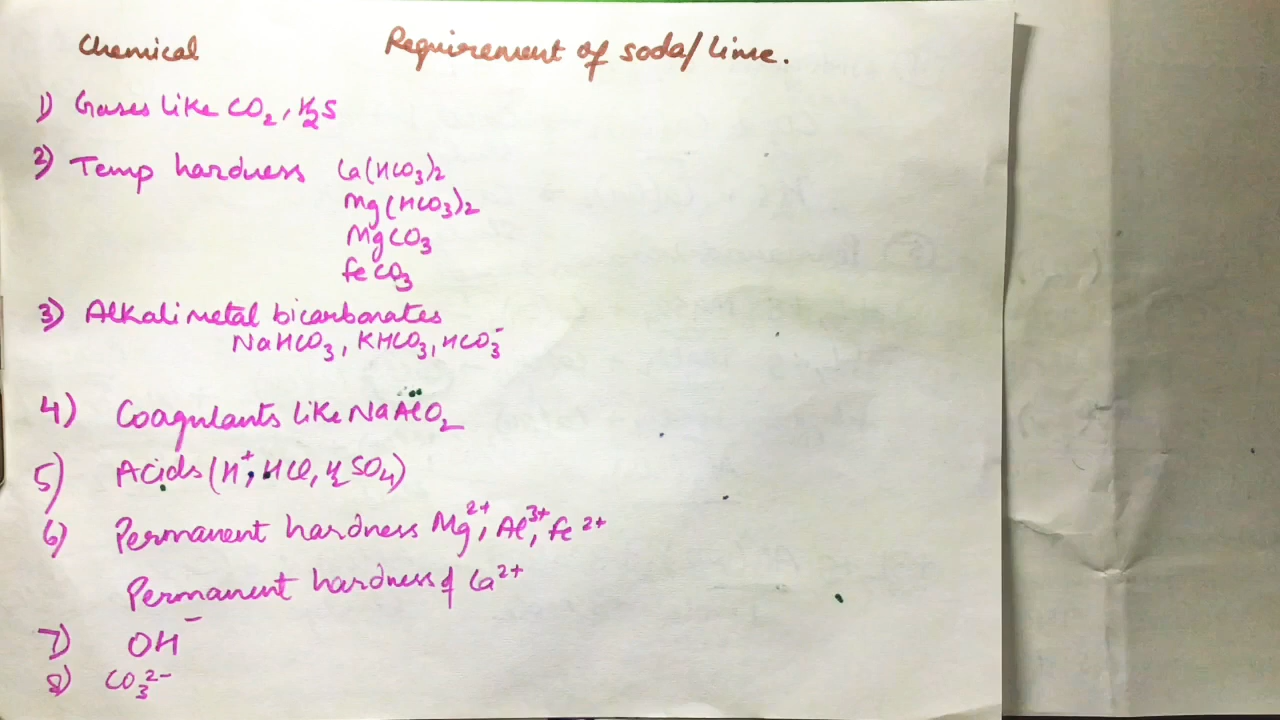 Chemical Requirement of soda/lime.
1) Gases like CO₂, H₂S
2) Temp hardness Ca(HCO₃)₂
Mg(HCO₃)₂
MgCO₃
FeCO₃
3) Alkali metal bicarbonates
NaHCO₃, KHCO₃, HCO₃⁻
4) Coagulants like NaAlO₂
5) Acids (H⁺, HCl, H₂SO₄)
6) Permanent hardness Mg²⁺, Al³⁺, Fe²⁺
Permanent hardness of Ca²⁺
7) OH⁻
8) CO₃²⁻